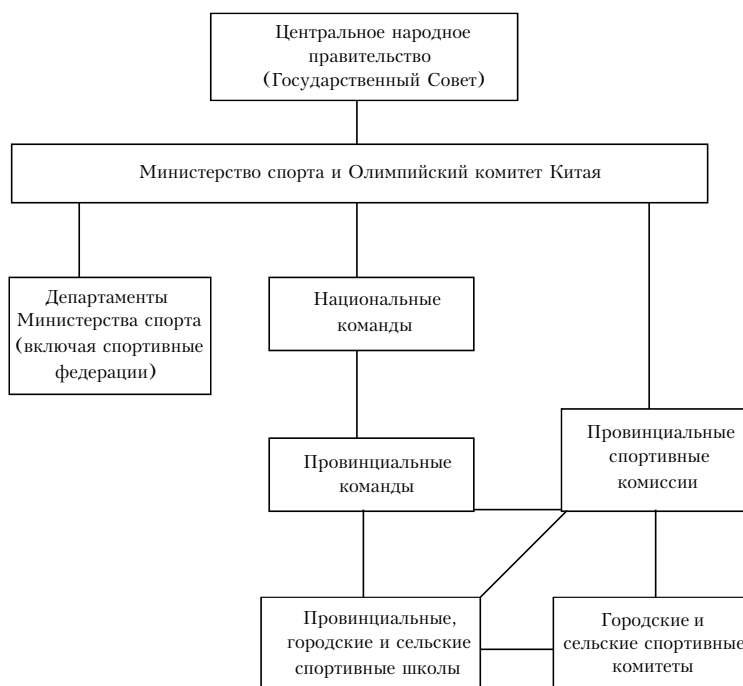 Центральное народное
правительство
(Государственный Совет)
Министерство спорта и Олимпийский комитет Китая
Департаменты
Министерства спорта
(включая спортивные
федерации)
Национальные
команды
Провинциальные
спортивные
комиссии
Провинциальные
команды
Провинциальные,
городские и сельские
спортивные школы
Городские и
сельские спортивные
комитеты